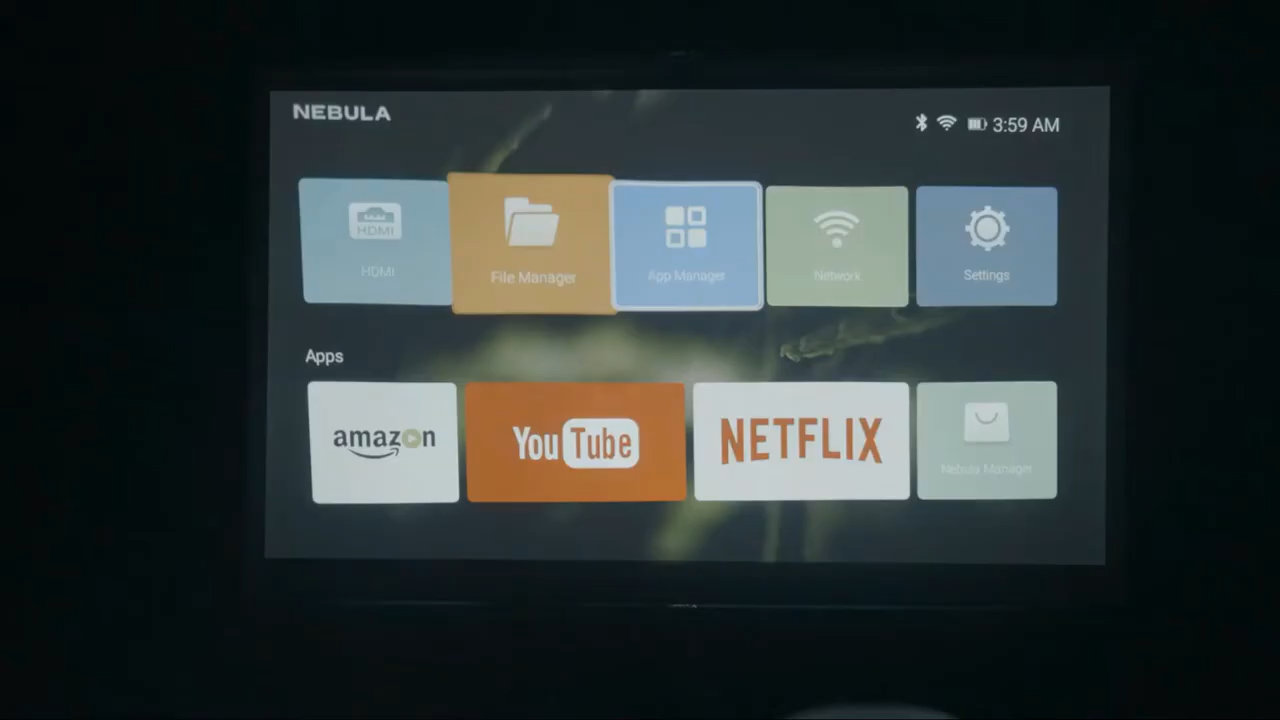 NEBULA
3:59 AM
HDMI
HDMI
File Manager
App Manager
Network
Settings
Apps
amazon
YouTube
NETFLIX
Nebula Manager